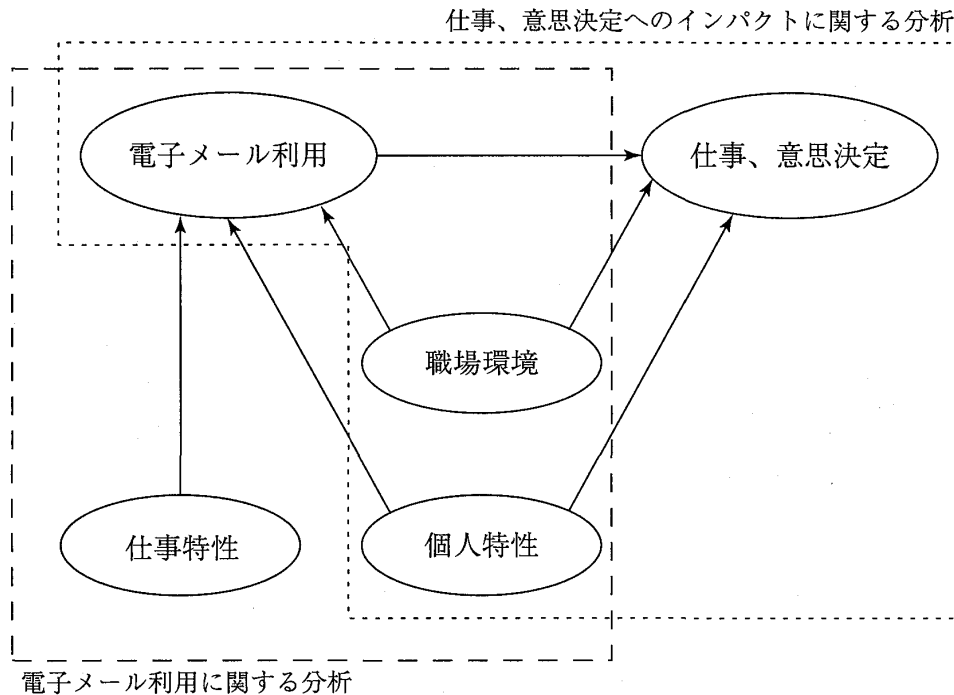 仕事、意思決定へのインパクトに関する分析
電子メール利用
仕事、意思決定
職場環境
仕事特性
個人特性
電子メール利用に関する分析